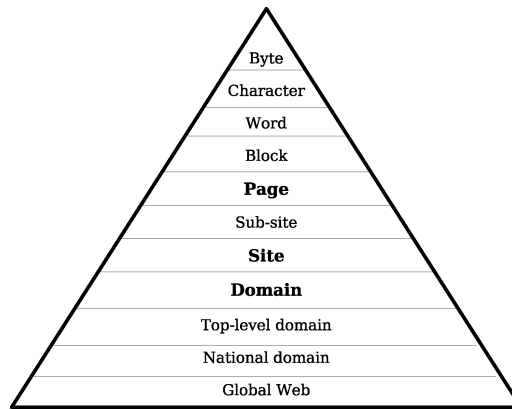 Byte
Character
Word
Block
Page
Sub-site
Site
Domain
Top-level domain
National domain
Global Web